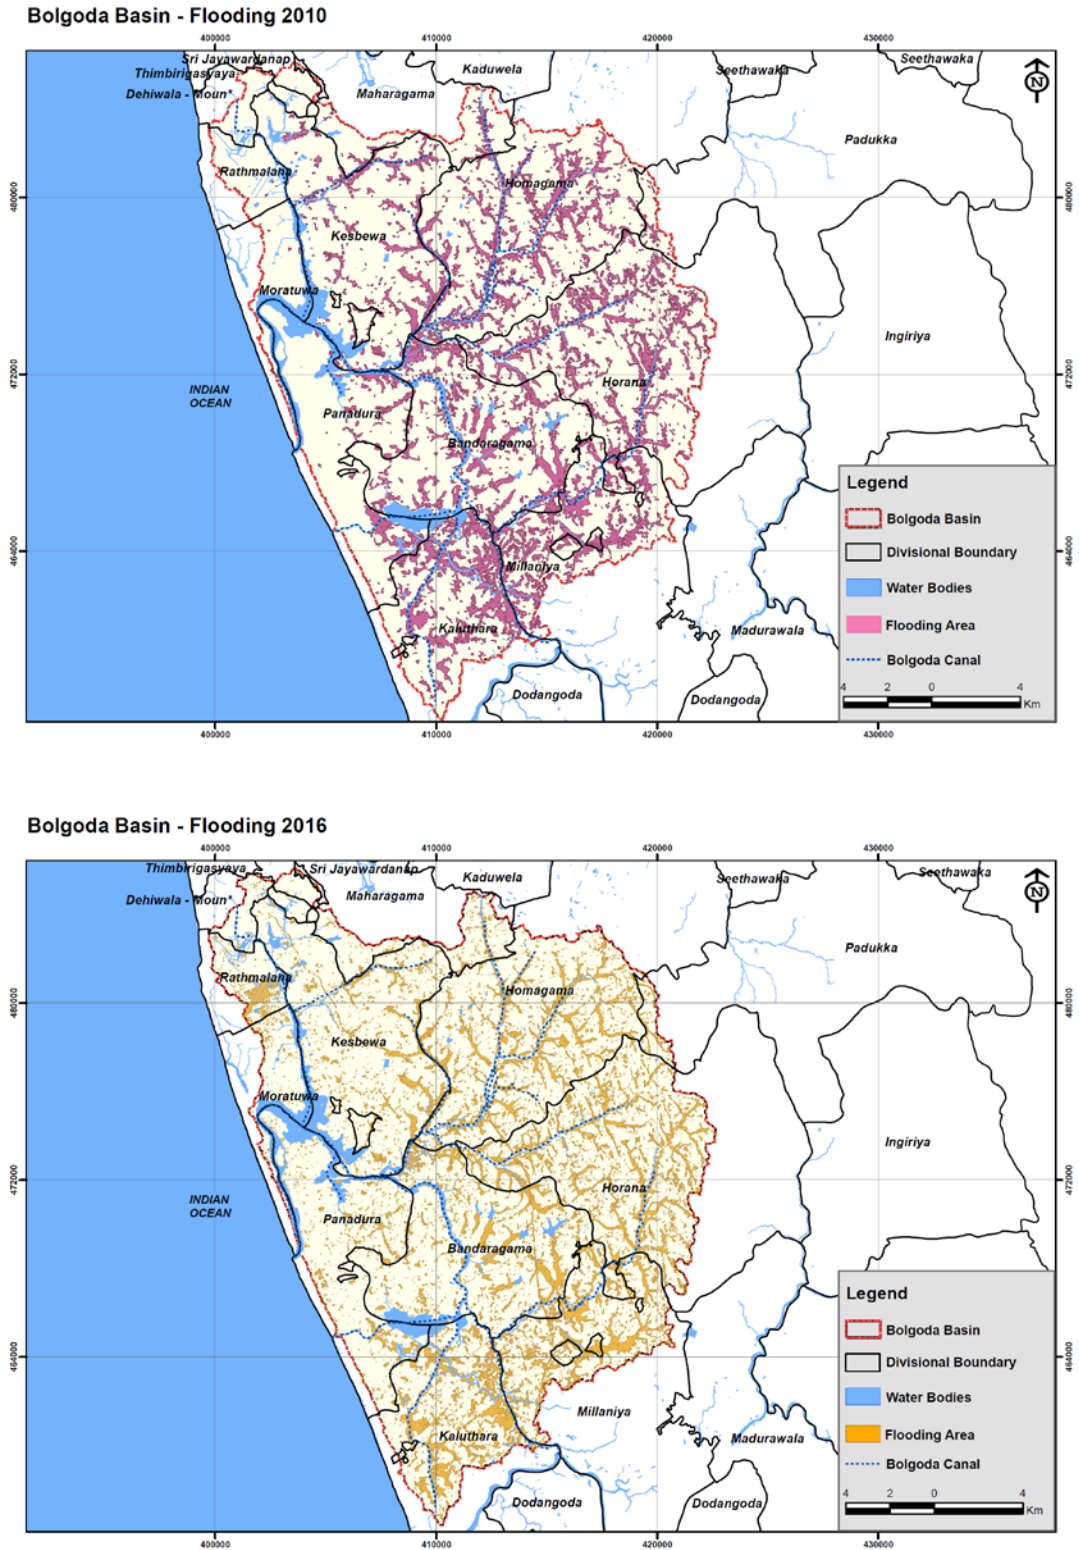 Bolgoda Basin - Flooding 2010
400000
410000
420000
430000
Sri Jayawardanap
Thimbirigasyaya
Dehiwala - Moun*
Maharagama
Kaduwela
Seethawaka
Seethawaka
Padukka
Rathmalana
Homagama
480000
480000
Kesbewa
Moratuwa
Ingiriya
472000
472000
INDIAN
OCEAN
Horana
Panadura
Bandaragama
464000
464000
Millaniya
Kaluthara
Madurawala
Dodangoda
Dodangoda
Legend
Bolgoda Basin
Divisional Boundary
Water Bodies
Flooding Area
Bolgoda Canal
4 2 0 4
Km
400000
410000
420000
430000
Bolgoda Basin - Flooding 2016
400000
410000
420000
430000
Thimbirigasyaya
Sri Jayawardanap
Dehiwala - Moun*
Maharagama
Kaduwela
Seethawaka
Seethawaka
Padukka
Rathmalana
Homagama
480000
480000
Kesbewa
Moratuwa
Ingiriya
472000
472000
INDIAN
OCEAN
Horana
Panadura
Bandaragama
464000
464000
Millaniya
Kaluthara
Madurawala
Dodangoda
Dodangoda
Legend
Bolgoda Basin
Divisional Boundary
Water Bodies
Flooding Area
Bolgoda Canal
4 2 0 4
Km
400000
410000
420000
430000